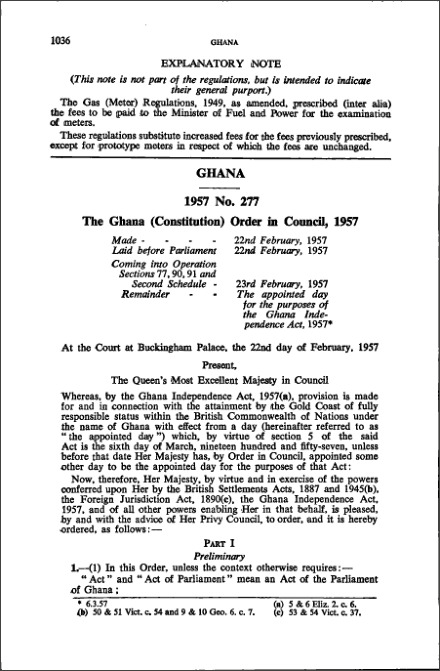 1036
GHANA
EXPLANATORY NOTE
(This note is not part of the regulations, but is intended to indicate
their general purport.)
The Gas (Meter) Regulations, 1949, as amended, prescribed (inter alia)
the fees to be paid to the Minister of Fuel and Power for the examination
of meters.
These regulations substitute increased fees for the fees previously prescribed,
except for prototype meters in respect of which the fees are unchanged.
GHANA
1957 No. 277
The Ghana (Constitution) Order in Council, 1957
Made - - - - 22nd February, 1957
Laid before Parliament 22nd February, 1957
Coming into Operation
Sections 77, 90, 91 and
Second Schedule - 23rd February, 1957
Remainder - - The appointed day
for the purposes of
the Ghana Inde-
pendence Act, 1957*
At the Court at Buckingham Palace, the 22nd day of February, 1957
Present,
The Queen's Most Excellent Majesty in Council
Whereas, by the Ghana Independence Act, 1957(a), provision is made
for and in connection with the attainment by the Gold Coast of fully
responsible status within the British Commonwealth of Nations under
the name of Ghana with effect from a day (hereinafter referred to as
" the appointed day ") which, by virtue of section 5 of the said
Act is the sixth day of March, nineteen hundred and fifty-seven, unless
before that date Her Majesty has, by Order in Council, appointed some
other day to be the appointed day for the purposes of that Act:
Now, therefore, Her Majesty, by virtue and in exercise of the powers
conferred upon Her by the British Settlements Acts, 1887 and 1945(b),
the Foreign Jurisdiction Act, 1890(c), the Ghana Independence Act,
1957, and of all other powers enabling Her in that behalf, is pleased,
by and with the advice of Her Privy Council, to order, and it is hereby
ordered, as follows:—
PART I
Preliminary
1.—(1) In this Order, unless the context otherwise requires:—
" Act " and " Act of Parliament " mean an Act of the Parliament
of Ghana ;
* 6.3.57 (a) 5 & 6 Eliz. 2. c. 6.
(b) 50 & 51 Vict. c. 54 and 9 & 10 Geo. 6. c. 7. (c) 53 & 54 Vict. c. 37.